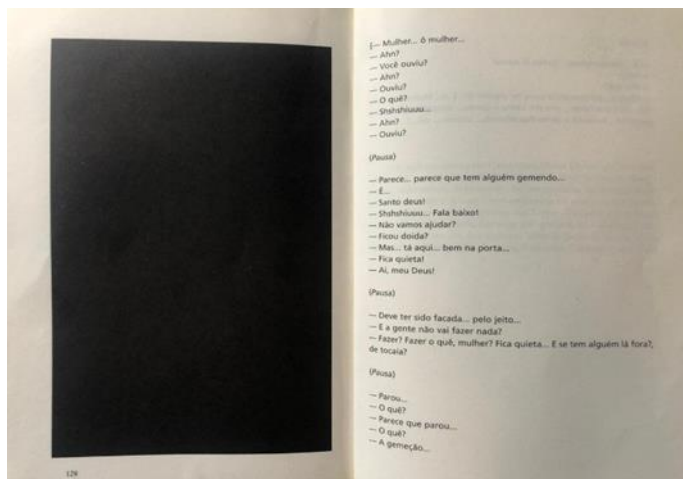 — Mulher... ô mulher...
— Ahn?
— Você ouviu?
— Ahn?
— Ouviu?
— O quê?
— Shshshiuuu...
— Ahn?
— Ouviu?
(Pausa)
— Parece... parece que tem alguém gemendo...
— É...
— Santo deus!
— Shshshiuuu... Fala baixo!
— Não vamos ajudar?
— Ficou doida?
— Mas... tá aqui... bem na porta...
— Fica quieta!
— Ai, meu Deus!
(Pausa)
— Deve ter sido facada... pelo jeito...
— E a gente não vai fazer nada?
— Fazer? Fazer o quê, mulher? Fica quieta... E se tem alguém lá fora?,
de tocaia?
(Pausa)
— Parou...
— O quê?
— Parece que parou...
— O quê?
— A gemeção...